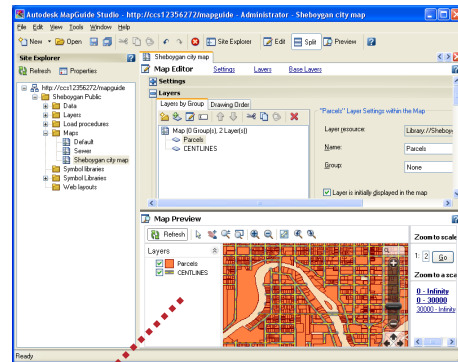 Autodesk MapGuide Studio - http://ccs12356272/mapguide - Administrator - Sheboygan city map
File Edit View Tools Window Help
New Open Site Explorer Edit Split Preview
Site Explorer
Refresh Properties
http://ccs12356272/mapguide
Sheboygan Public
Data
Layers
Load procedures
Maps
Default
Sewer
Sheboygan city map
Symbol libraries
Symbol Libraries
Web layouts
Sheboygan city map
Map Editor Settings Layers Base Layers
Settings
Layers
Layers by Group Drawing Order
Map (0 Group(s), 2 Layer(s))
Parcels
CENTLINES
"Parcels" Layer Settings within the Map
Layer resource: Library://Sheboy
Name: Parcels
Group: None
Layer is initially displayed in the map
Map Preview
Refresh
Layers
Parcels
CENTLINES
Zoom to scale
1: 2 Go
Zoom to a sca
0 - Infinity
0 - 30000
30000 - Infinity
Ready